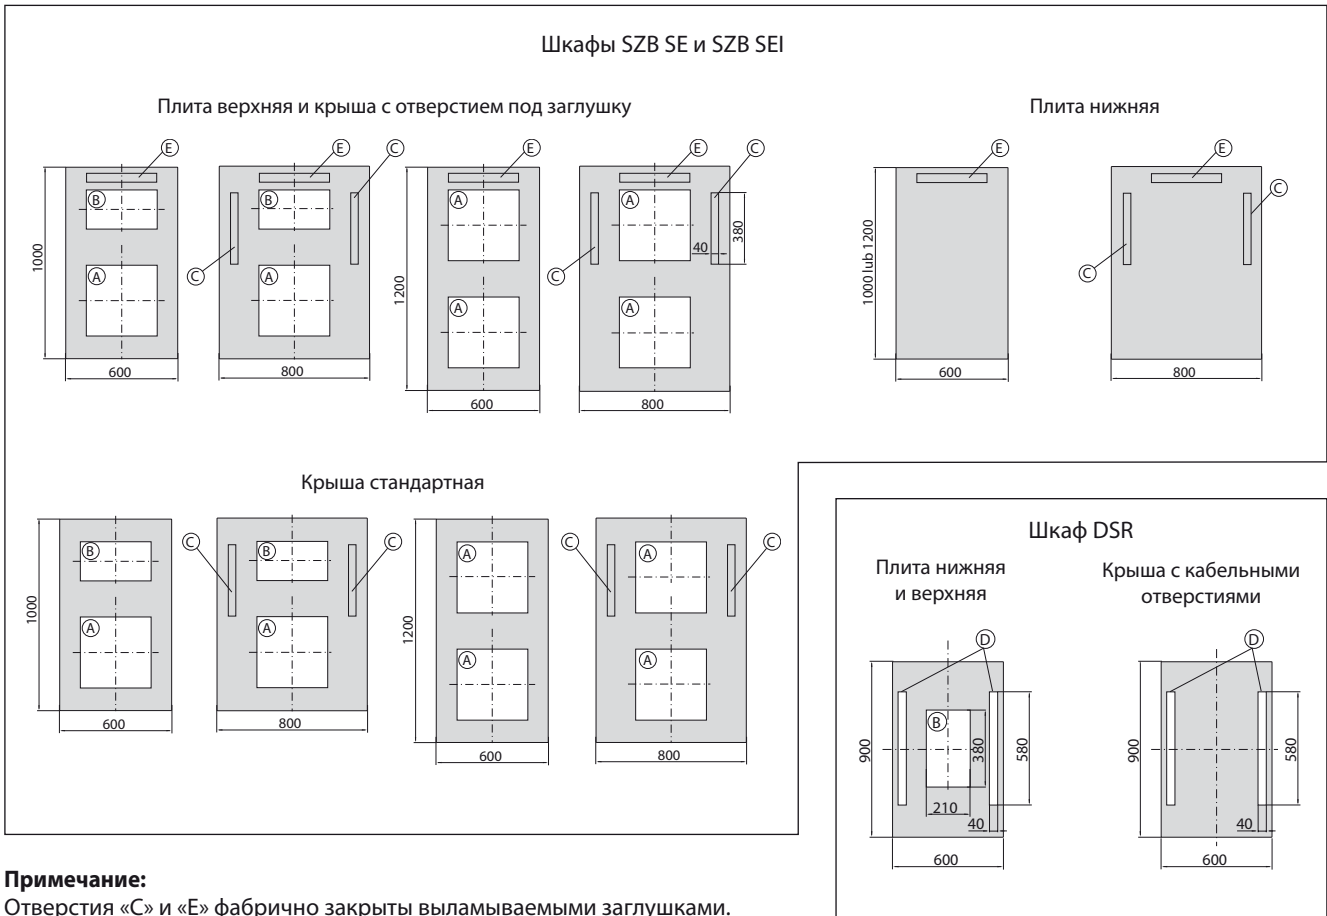 Шкафы SZB SE и SZB SEI
Плита верхняя и крыша с отверстием под заглушку
Плита нижняя
E
E
C
E
E
C
E
E
C
B
B
A
A
C
C
C
A
A
A
A
1000
1200
40
380
1000 lub 1200
600
800
600
800
600
800
Крыша стандартная
C
C
C
C
B
B
A
A
A
A
A
A
1000
1200
600
800
600
800
Шкаф DSR
Плита нижняя
и верхняя
Крыша с кабельными
отверстиями
D
D
B
900
380
580
210
40
600
900
580
40
600
Примечание:
Отверстия «C» и «E» фабрично закрыты выламываемыми заглушками.